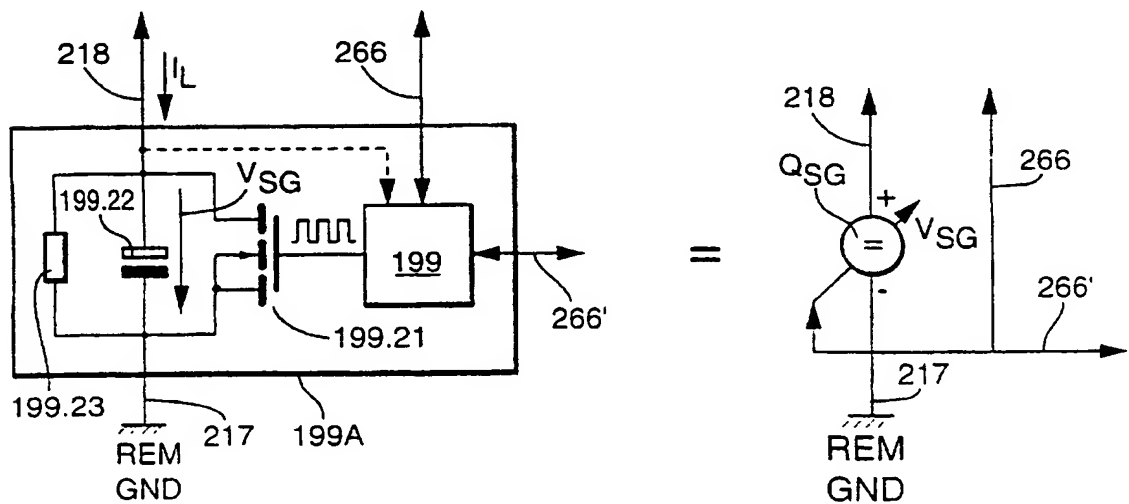 218
I_L
266
V_SG
199.22
199
266'
199.21
199.23
217
199A
REM
GND
=
218
266
Q_SG
+
=
V_SG
-
266'
217
REM
GND